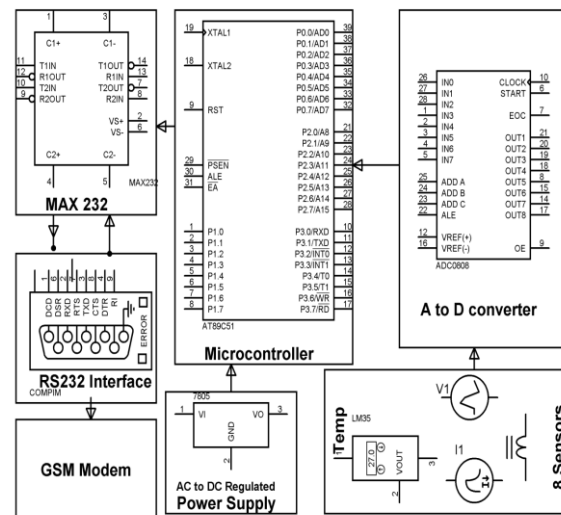 1 3
C1+ C1-
11 T1IN T1OUT 14
12 R1OUT R1IN 13
10 T2IN T2OUT 7
9 R2OUT R2IN 8
VS+ 2
VS- 6
C2+ C2-
4 5 MAX232
MAX 232
DCD DSR RXD RTS TXD CTS DTR RI
1 6 2 7 3 8 4 9
ERROR
COMPIM
RS232 Interface
GSM Modem
19 XTAL1 P0.0/AD0 39
P0.1/AD1 38
P0.2/AD2 37
18 XTAL2 P0.3/AD3 36
P0.4/AD4 35
P0.5/AD5 34
P0.6/AD6 33
9 RST P0.7/AD7 32
P2.0/A8 21
P2.1/A9 22
P2.2/A10 23
29 PSEN P2.3/A11 24
30 ALE P2.4/A12 25
31 EA P2.5/A13 26
P2.6/A14 27
P2.7/A15 28
1 P1.0 P3.0/RXD 10
2 P1.1 P3.1/TXD 11
3 P1.2 P3.2/INT0 12
4 P1.3 P3.3/INT1 13
5 P1.4 P3.4/T0 14
6 P1.5 P3.5/T1 15
7 P1.6 P3.6/WR 16
8 P1.7 P3.7/RD 17
AT89C51
Microcontroller
7805
1 VI VO 3
GND
2
AC to DC Regulated
Power Supply
26 IN0 CLOCK 10
27 IN1 START 6
28 IN2
1 IN3 EOC 7
2 IN4
3 IN5 OUT1 21
4 IN6 OUT2 20
5 IN7 OUT3 19
OUT4 18
25 ADD A OUT5 8
24 ADD B OUT6 15
23 ADD C OUT7 14
22 ALE OUT8 17
12 VREF(+)
16 VREF(-) OE 9
ADC0808
A to D converter
V1
Temp
LM35
27.0
1 VOUT 3
2
I1
8 Sensors